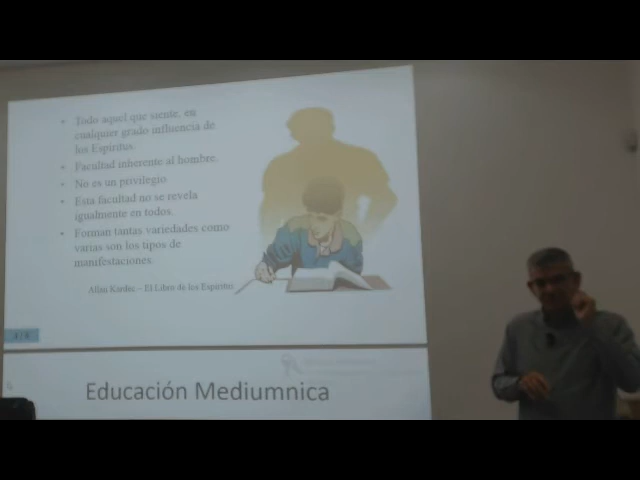 • Todo aquel que siente, en
cualquier grado influencia de
los Espíritus.
• Facultad inherente al hombre.
• No es un privilegio.
• Esta facultad no se revela
igualmente en todos.
• Forman tantas variedades como
varias son los tipos de
manifestaciones.
Allan Kardec – El Libro de los Espíritus
Educación Mediumnica